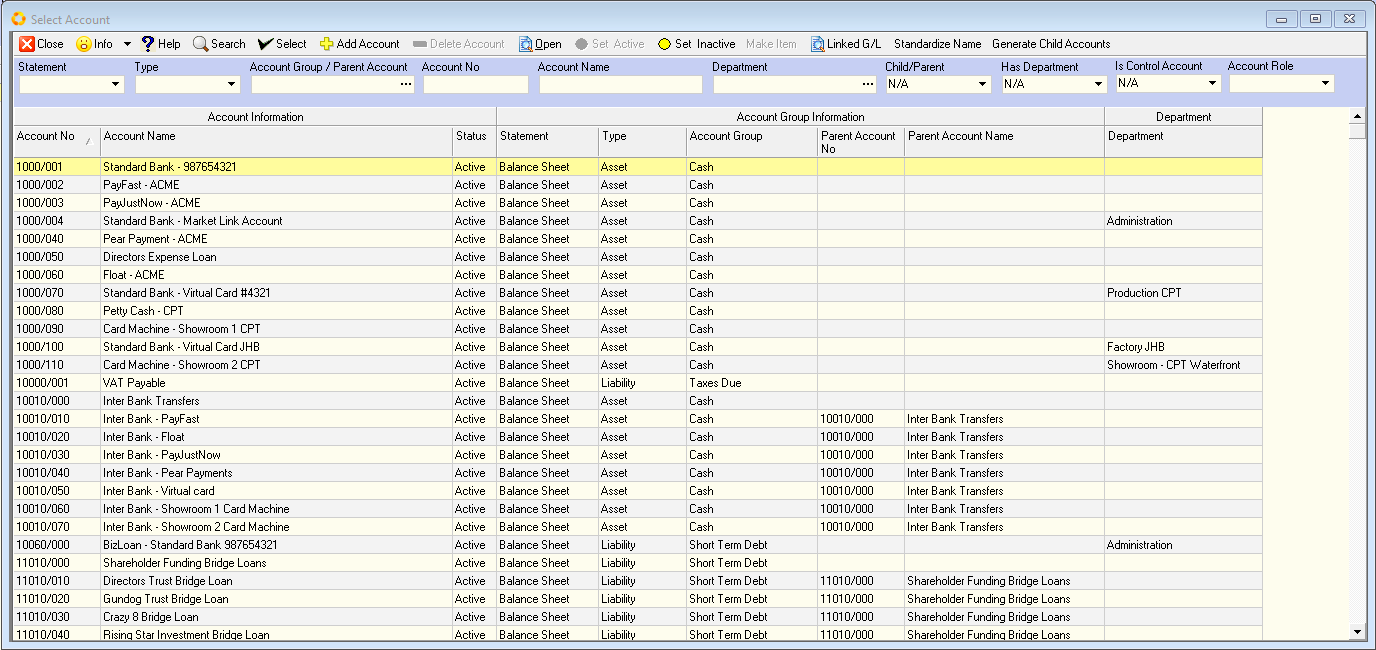 Select Account
Close Info Help Search Select Add Account Delete Account Open Set Active Set Inactive Make Item Linked G/L Standardize Name Generate Child Accounts
Statement Type Account Group / Parent Account Account No Account Name Department Child/Parent Has Department Is Control Account Account Role
... ... N/A N/A N/A
Account Information Account Group Information Department
Account No Account Name Status Statement Type Account Group Parent Account No Parent Account Name Department
1000/001 Standard Bank - 987654321 Active Balance Sheet Asset Cash
1000/002 PayFast - ACME Active Balance Sheet Asset Cash
1000/003 PayJustNow - ACME Active Balance Sheet Asset Cash
1000/004 Standard Bank - Market Link Account Active Balance Sheet Asset Cash Administration
1000/040 Pear Payment - ACME Active Balance Sheet Asset Cash
1000/050 Directors Expense Loan Active Balance Sheet Asset Cash
1000/060 Float - ACME Active Balance Sheet Asset Cash
1000/070 Standard Bank - Virtual Card #4321 Active Balance Sheet Asset Cash Production CPT
1000/080 Petty Cash - CPT Active Balance Sheet Asset Cash
1000/090 Card Machine - Showroom 1 CPT Active Balance Sheet Asset Cash
1000/100 Standard Bank - Virtual Card JHB Active Balance Sheet Asset Cash Factory JHB
1000/110 Card Machine - Showroom 2 CPT Active Balance Sheet Asset Cash Showroom - CPT Waterfront
10000/001 VAT Payable Active Balance Sheet Liability Taxes Due
10010/000 Inter Bank Transfers Active Balance Sheet Asset Cash
10010/010 Inter Bank - PayFast Active Balance Sheet Asset Cash 10010/000 Inter Bank Transfers
10010/020 Inter Bank - Float Active Balance Sheet Asset Cash 10010/000 Inter Bank Transfers
10010/030 Inter Bank - PayJustNow Active Balance Sheet Asset Cash 10010/000 Inter Bank Transfers
10010/040 Inter Bank - Pear Payments Active Balance Sheet Asset Cash 10010/000 Inter Bank Transfers
10010/050 Inter Bank - Virtual card Active Balance Sheet Asset Cash 10010/000 Inter Bank Transfers
10010/060 Inter Bank - Showroom 1 Card Machine Active Balance Sheet Asset Cash 10010/000 Inter Bank Transfers
10010/070 Inter Bank - Showroom 2 Card Machine Active Balance Sheet Asset Cash 10010/000 Inter Bank Transfers
10060/000 BizLoan - Standard Bank 987654321 Active Balance Sheet Liability Short Term Debt Administration
11010/000 Shareholder Funding Bridge Loans Active Balance Sheet Liability Short Term Debt
11010/010 Directors Trust Bridge Loan Active Balance Sheet Liability Short Term Debt 11010/000 Shareholder Funding Bridge Loans
11010/020 Gundog Trust Bridge Loan Active Balance Sheet Liability Short Term Debt 11010/000 Shareholder Funding Bridge Loans
11010/030 Crazy 8 Bridge Loan Active Balance Sheet Liability Short Term Debt 11010/000 Shareholder Funding Bridge Loans
11010/040 Rising Star Investment Bridge Loan Active Balance Sheet Liability Short Term Debt 11010/000 Shareholder Funding Bridge Loans